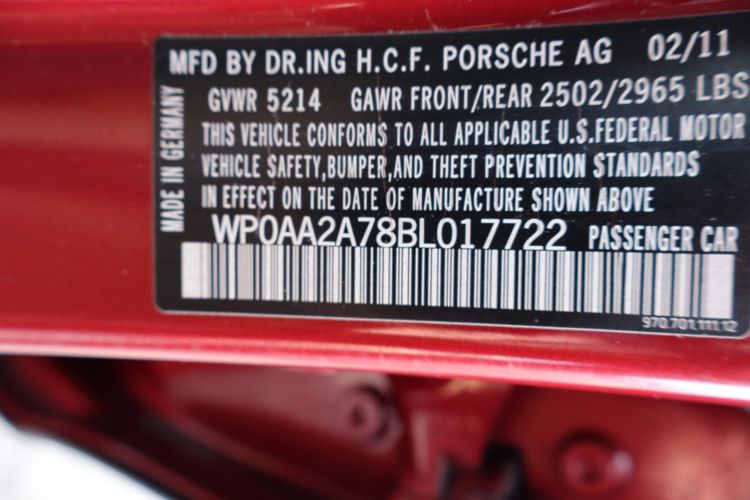 MFD BY DR.ING H.C.F. PORSCHE AG 02/11
GVWR 5214 GAWR FRONT/REAR 2502/2965 LBS
THIS VEHICLE CONFORMS TO ALL APPLICABLE U.S.FEDERAL MOTOR
VEHICLE SAFETY,BUMPER,AND THEFT PREVENTION STANDARDS
IN EFFECT ON THE DATE OF MANUFACTURE SHOWN ABOVE
WP0AA2A78BL017722 PASSENGER CAR
970.701.111.12
MADE IN GERMANY